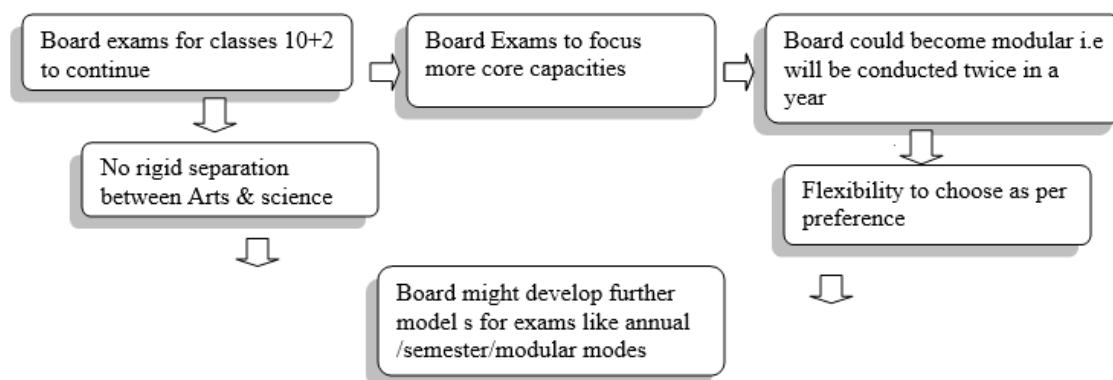 Board exams for classes 10+2
to continue
Board Exams to focus
more core capacities
Board could become modular i.e
will be conducted twice in a
year
No rigid separation
between Arts & science
Flexibility to choose as per
preference
Board might develop further
model s for exams like annual
/semester/modular modes